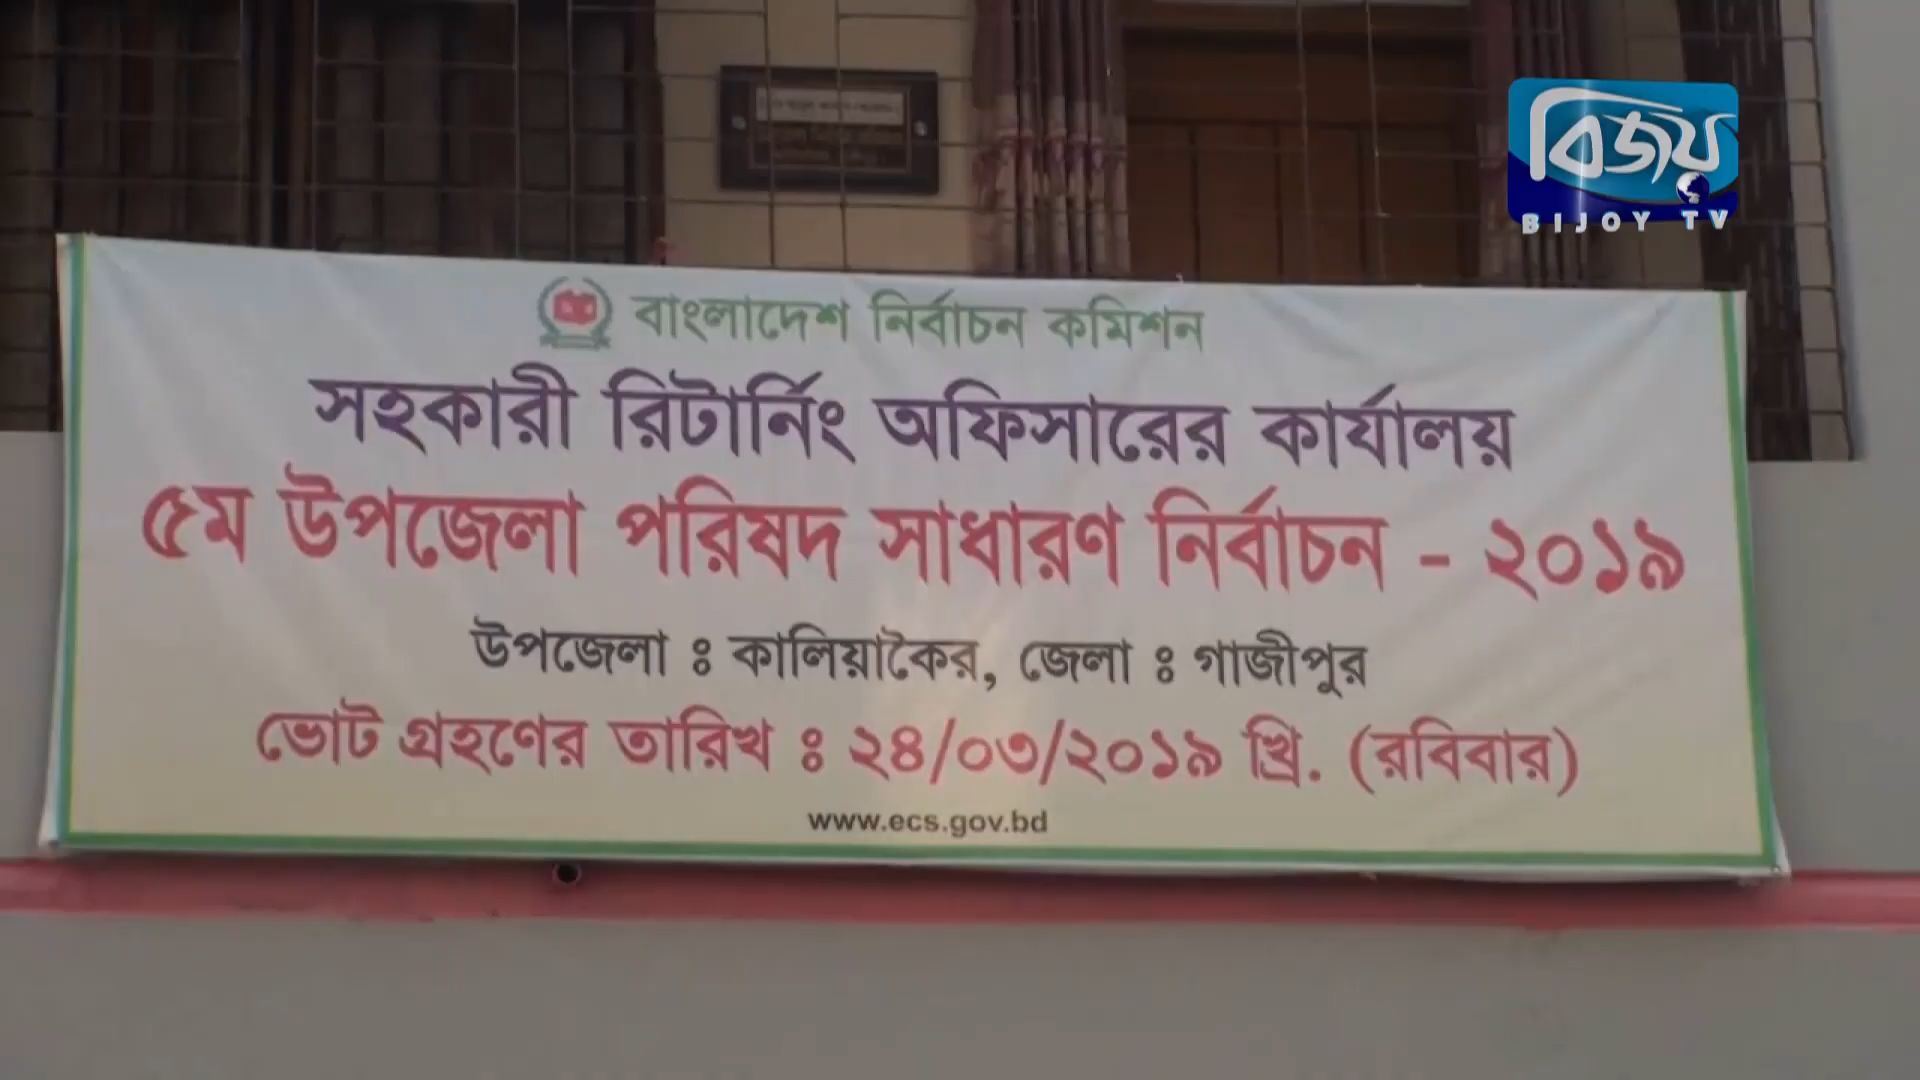 বিজয়
BIJOY TV
বাংলাদেশ নির্বাচন কমিশন
সহকারী রিটার্নিং অফিসারের কার্যালয়
৫ম উপজেলা পরিষদ সাধারণ নির্বাচন - ২০১৯
উপজেলা ঃ কালিয়াকৈর, জেলা ঃ গাজীপুর
ভোট গ্রহণের তারিখ ঃ ২৪/০৩/২০১৯ খ্রি. (রবিবার)
www.ecs.gov.bd